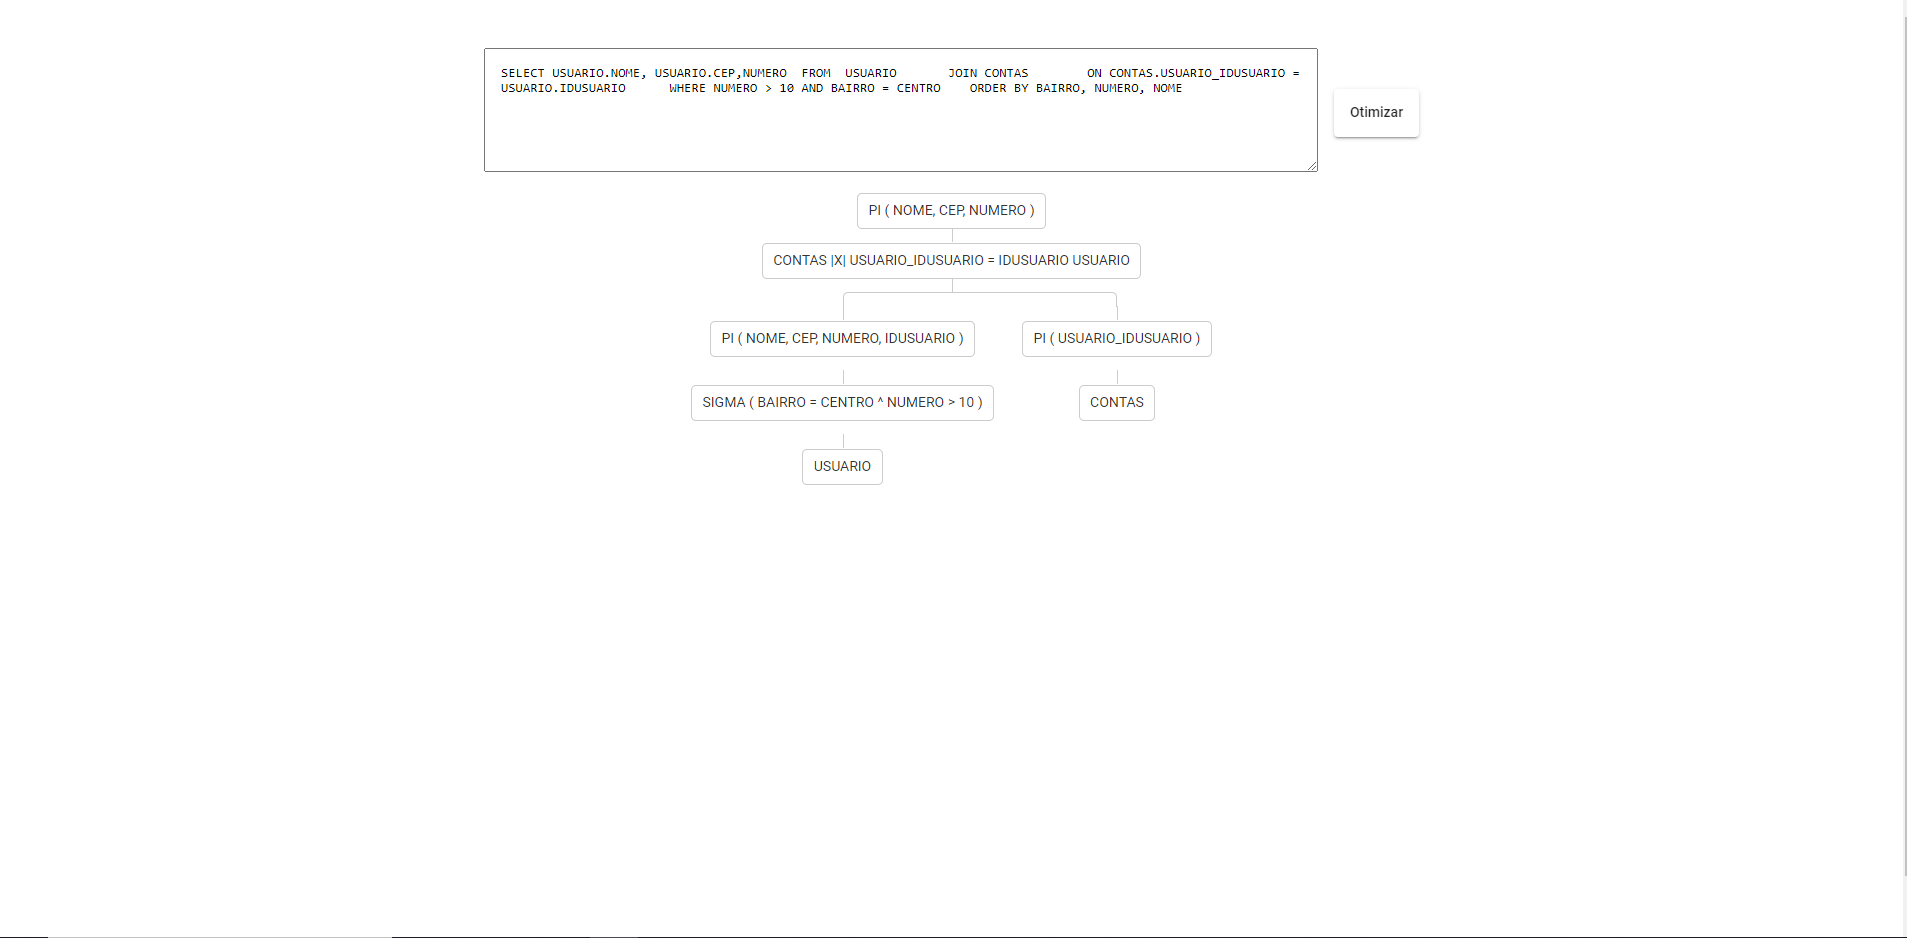 SELECT USUARIO.NOME, USUARIO.CEP,NUMERO  FROM  USUARIO       JOIN CONTAS        ON CONTAS.USUARIO_IDUSUARIO =
USUARIO.IDUSUARIO      WHERE NUMERO > 10 AND BAIRRO = CENTRO    ORDER BY BAIRRO, NUMERO, NOME
Otimizar
PI ( NOME, CEP, NUMERO )
CONTAS |X| USUARIO_IDUSUARIO = IDUSUARIO USUARIO
PI ( NOME, CEP, NUMERO, IDUSUARIO )
PI ( USUARIO_IDUSUARIO )
SIGMA ( BAIRRO = CENTRO ^ NUMERO > 10 )
CONTAS
USUARIO